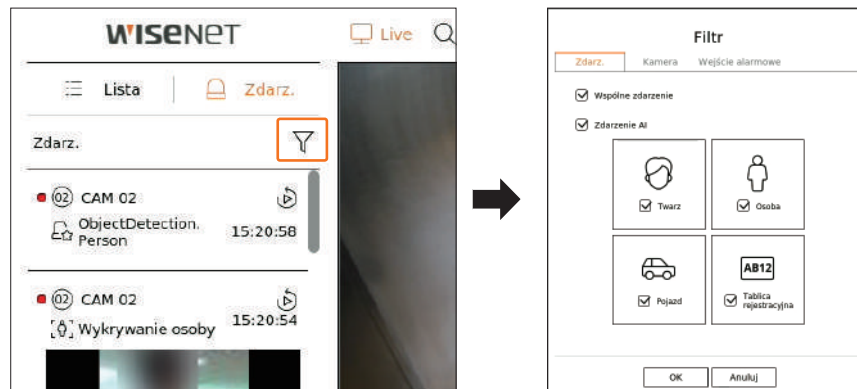 WISENET
Live
Lista
Zdarz.
Zdarz.
02 CAM 02
ObjectDetection.
Person
15:20:58
02 CAM 02
Wykrywanie osoby
15:20:54
Filtr
Zdarz. Kamera Wejście alarmowe
Wspólne zdarzenie
Zdarzenie AI
Twarz
Osoba
Pojazd
AB12
Tablica
rejestracyjna
OK
Anuluj